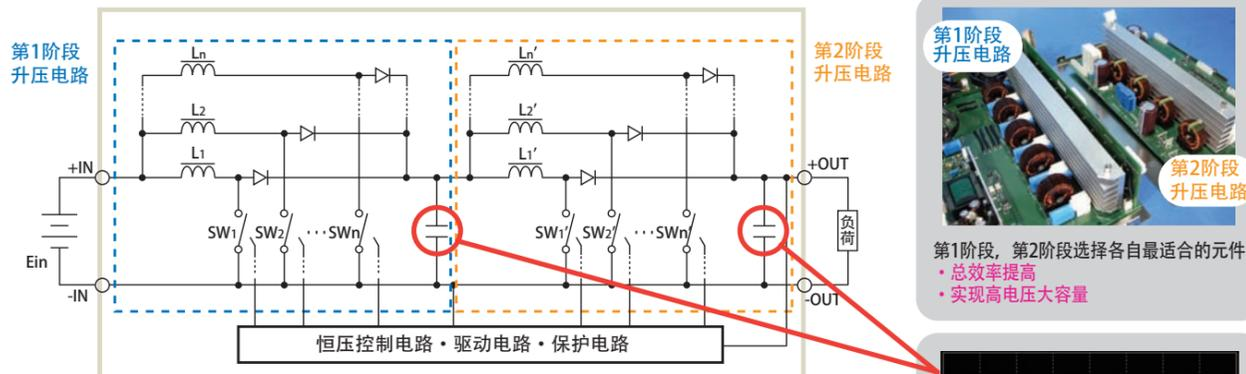 第1阶段
升压电路
Ln
L2
L1
+IN
Ein
-IN
SW1
SW2
···SWn
第2阶段
升压电路
Ln′
L2′
L1′
+OUT
SW1′
SW2′
···SWn′
负荷
-OUT
恒压控制电路・驱动电路・保护电路
第1阶段
升压电路
第2阶段
升压电路
第1阶段，第2阶段选择各自最适合的元件
・总效率提高
・实现高电压大容量